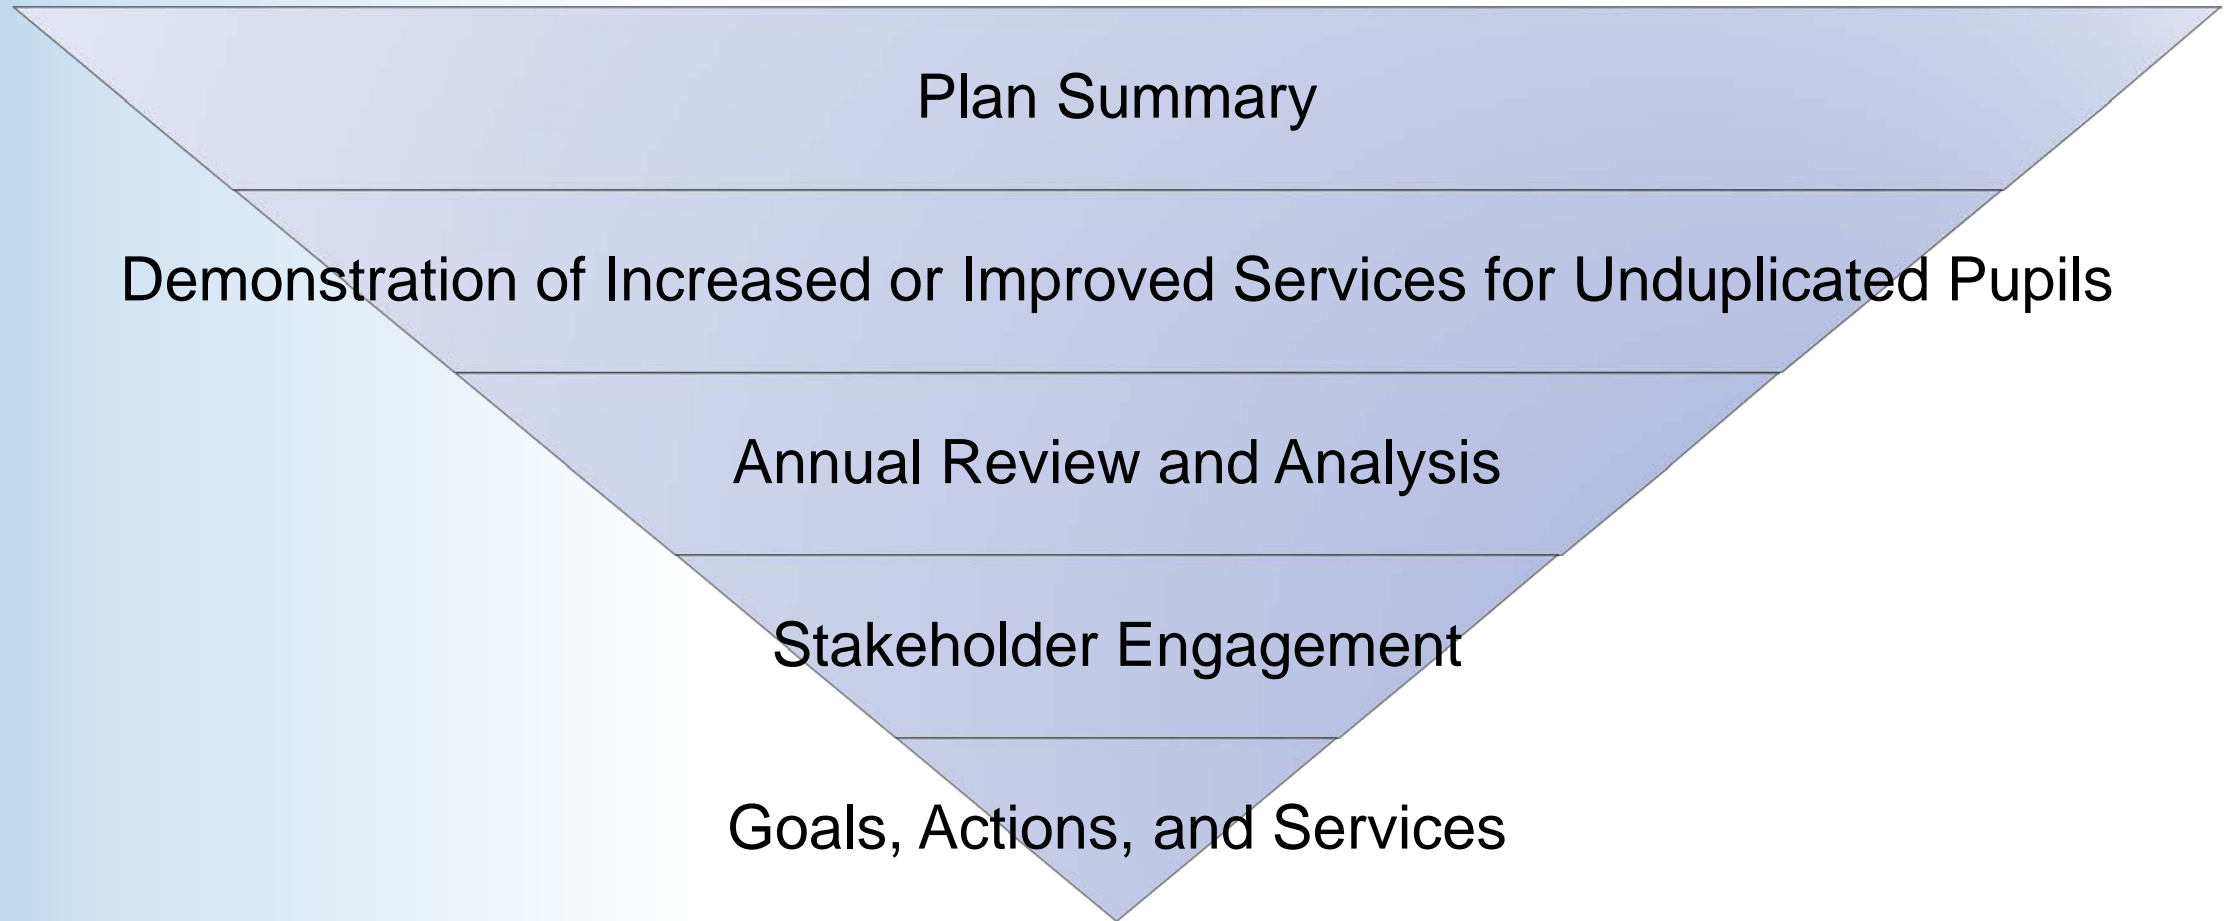 Plan Summary
Demonstration of Increased or Improved Services for Unduplicated Pupils
Annual Review and Analysis
Stakeholder Engagement
Goals, Actions, and Services